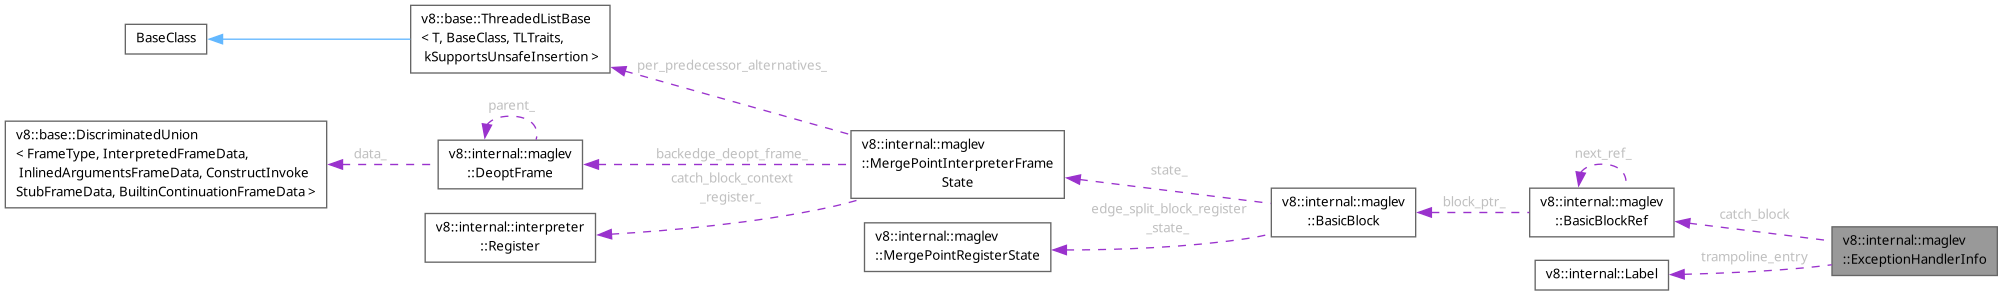 BaseClass
v8::base::ThreadedListBase
< T, BaseClass, TLTraits,
kSupportsUnsafeInsertion >
per_predecessor_alternatives_
parent_
v8::base::DiscriminatedUnion
< FrameType, InterpretedFrameData,
InlinedArgumentsFrameData, ConstructInvoke
StubFrameData, BuiltinContinuationFrameData >
data_
v8::internal::maglev
::DeoptFrame
backedge_deopt_frame_
catch_block_context
_register_
v8::internal::interpreter
::Register
v8::internal::maglev
::MergePointInterpreterFrame
State
v8::internal::maglev
::MergePointRegisterState
state_
edge_split_block_register
_state_
v8::internal::maglev
::BasicBlock
block_ptr_
next_ref_
v8::internal::maglev
::BasicBlockRef
v8::internal::Label
catch_block
trampoline_entry
v8::internal::maglev
::ExceptionHandlerInfo